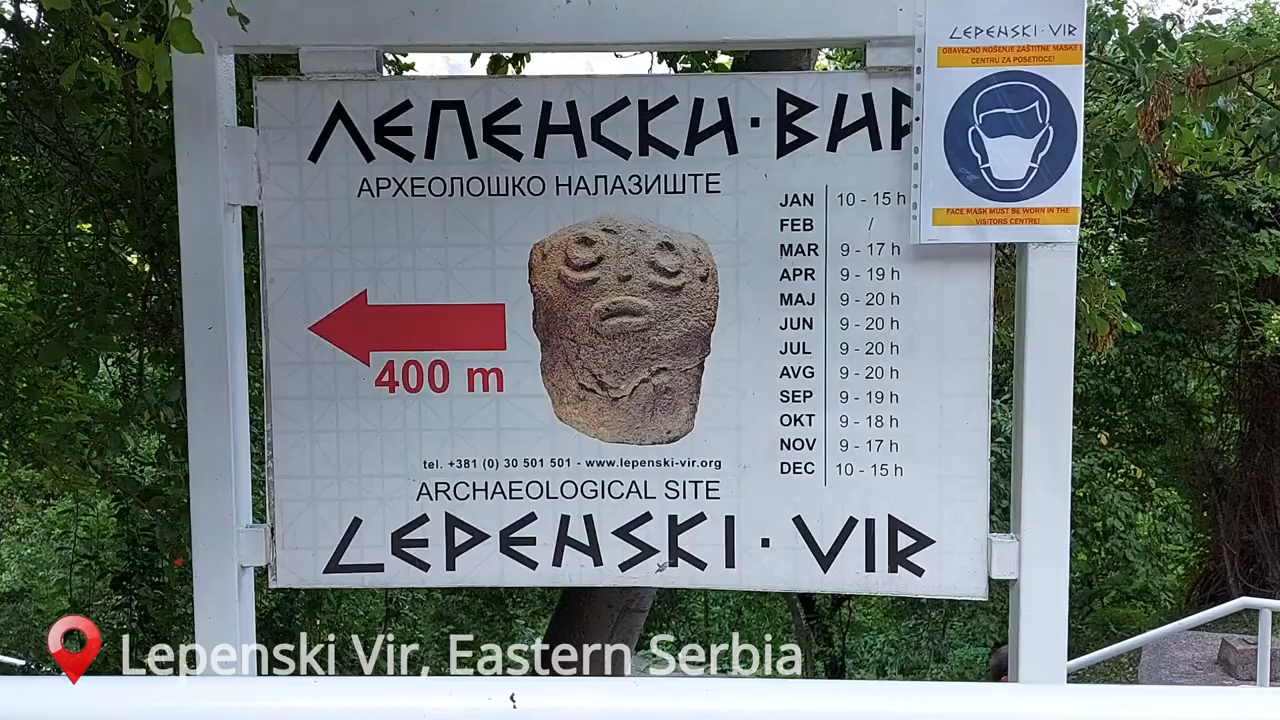 ЛЕПЕНСКИ · ВИР
АРХЕОЛОШКО НАЛАЗИШТЕ
JAN 10 - 15 h
FEB /
MAR 9 - 17 h
APR 9 - 19 h
MAJ 9 - 20 h
JUN 9 - 20 h
JUL 9 - 20 h
AVG 9 - 20 h
SEP 9 - 19 h
OKT 9 - 18 h
NOV 9 - 17 h
DEC 10 - 15 h
400 m
tel. +381 (0) 30 501 501 - www.lepenski-vir.org
ARCHAEOLOGICAL SITE
LEPENSKI · VIR
LEPENSKI · VIR
OBAVEZNO NOŠENJE ZAŠTITNE MASKE U
CENTRU ZA POSETIOCE!
FACE MASK MUST BE WORN IN THE
VISITORS CENTRE!
Lepenski Vir, Eastern Serbia